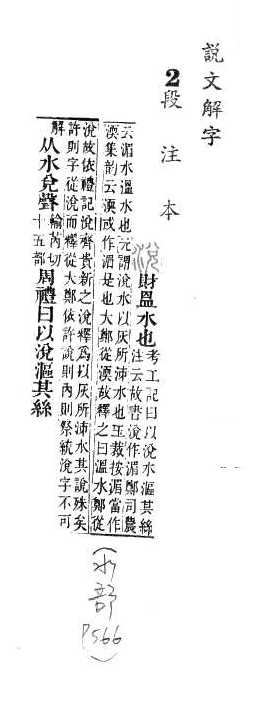 說文解字
2段注本
涚 財𥁕水也
考工記曰以涚水漚其絲
注云故書涚作湄鄭司農
云湄水溫水也元謂涚水以灰所沛水也玉裁按湄當作
渜集韵云渜或作湄是也大鄭從渜故釋之曰溫水鄭從
涚故依禮記涚齊貴新之涚釋爲以灰所沛水其說殊矣
許則字從涚而釋從大鄭依許說則內則祭統涚字不可
解 从水兌聲 輸芮切 十五部 周禮曰以涚漚其絲
(水部 P566)